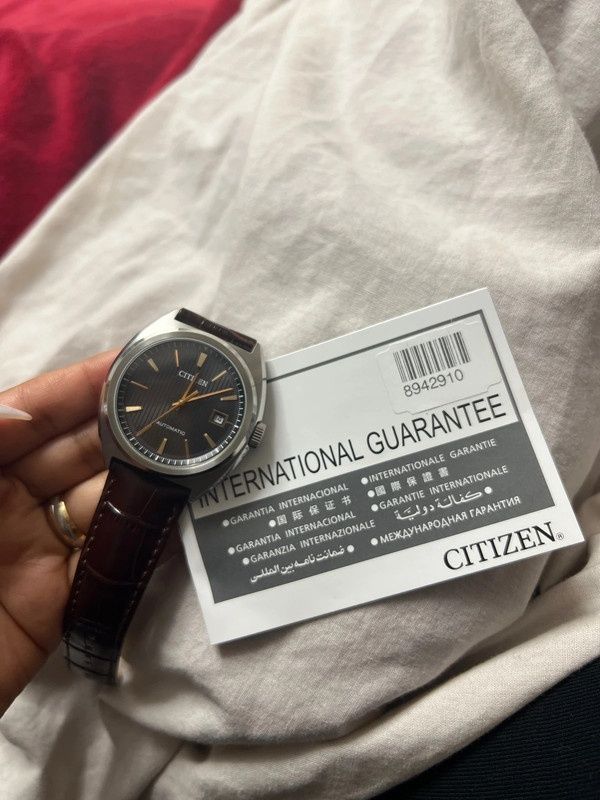 CITIZEN
AUTOMATIC
8942910
INTERNATIONAL GUARANTEE
●GARANTIA INTERNACIONAL ●INTERNATIONALE GARANTIE
●国际保证书 ●國際保證書
●GARANTIA INTERNACIONAL ●GARANTIE INTERNATIONALE
●GARANZIA INTERNAZIONALE ●كفالة دولية
●ضمانت نامه بين المللى ●МЕЖДУНАРОДНАЯ ГАРАНТИЯ
CITIZEN®